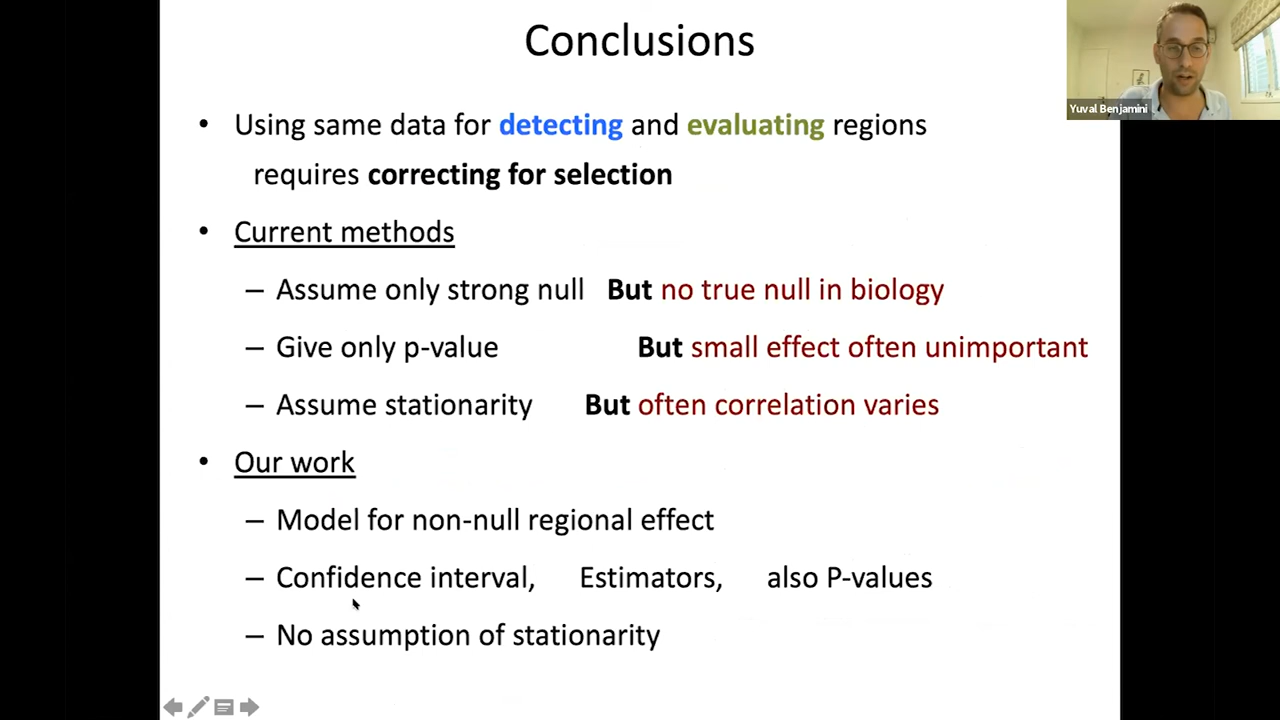 Conclusions
Yuval Benjamini
• Using same data for detecting and evaluating regions
requires correcting for selection
• Current methods
– Assume only strong null But no true null in biology
– Give only p-value But small effect often unimportant
– Assume stationarity But often correlation varies
• Our work
– Model for non-null regional effect
– Confidence interval, Estimators, also P-values
– No assumption of stationarity